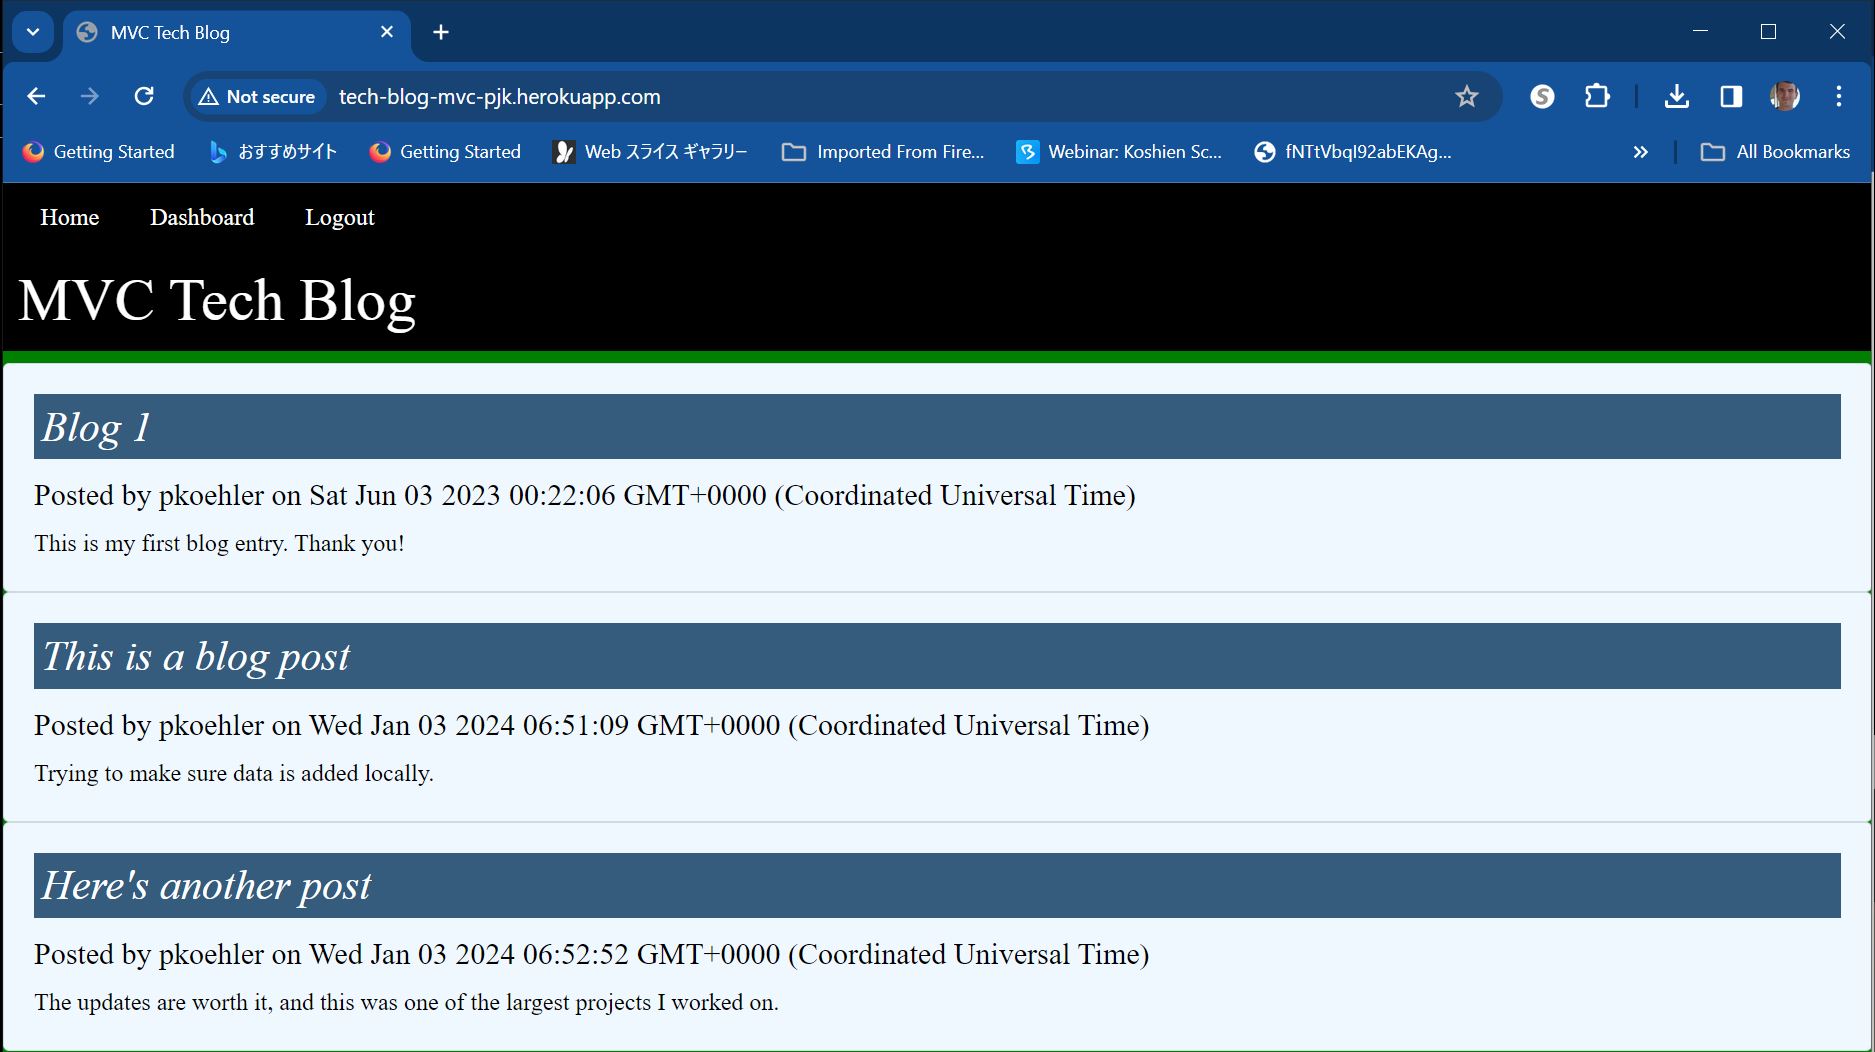 MVC Tech Blog
Not secure tech-blog-mvc-pjk.herokuapp.com
Getting Started おすすめサイト Getting Started Web スライス ギャラリー Imported From Fire... Webinar: Koshien Sc... fNTtVbqI92abEKAg... All Bookmarks
Home Dashboard Logout
MVC Tech Blog
Blog 1
Posted by pkoehler on Sat Jun 03 2023 00:22:06 GMT+0000 (Coordinated Universal Time)
This is my first blog entry. Thank you!
This is a blog post
Posted by pkoehler on Wed Jan 03 2024 06:51:09 GMT+0000 (Coordinated Universal Time)
Trying to make sure data is added locally.
Here's another post
Posted by pkoehler on Wed Jan 03 2024 06:52:52 GMT+0000 (Coordinated Universal Time)
The updates are worth it, and this was one of the largest projects I worked on.